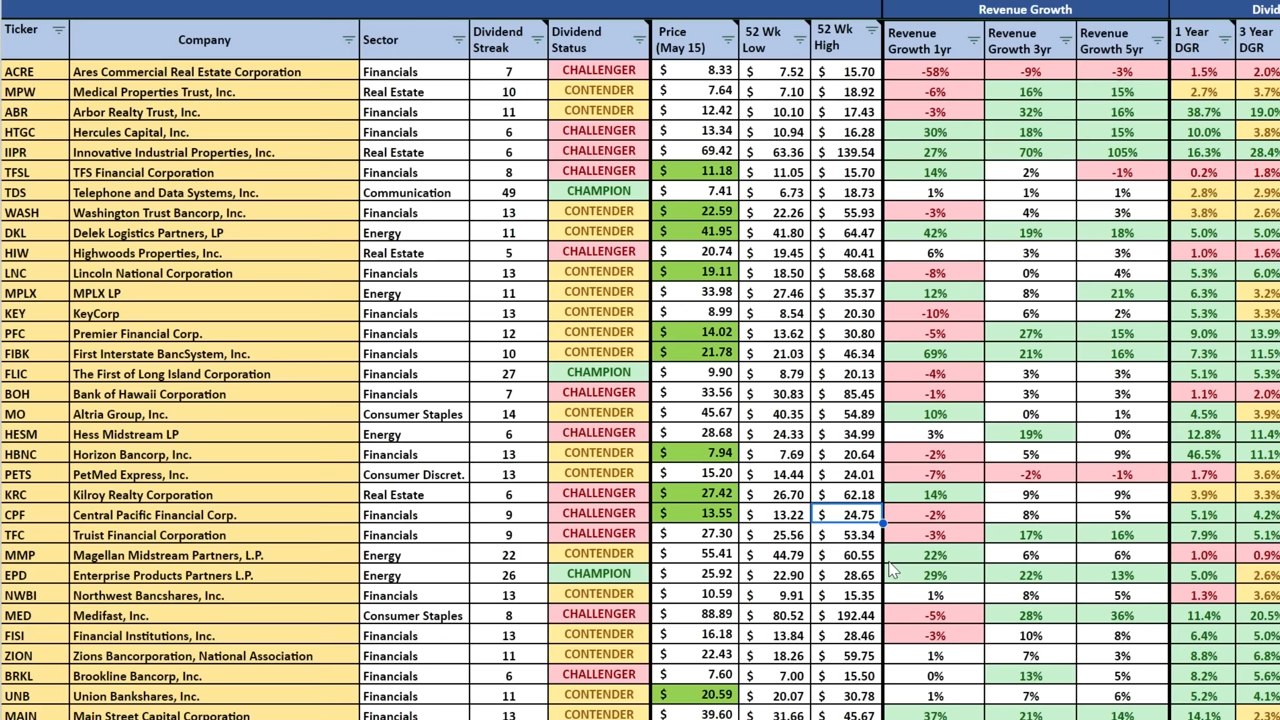 Revenue Growth Divid
Ticker Company Sector Dividend Streak Dividend Status Price (May 15) 52 Wk Low 52 Wk High Revenue Growth 1yr Revenue Growth 3yr Revenue Growth 5yr 1 Year DGR 3 Year DGR
ACRE Ares Commercial Real Estate Corporation Financials 7 CHALLENGER $ 8.33 $ 7.52 $ 15.70 -58% -9% -3% 1.5% 2.0%
MPW Medical Properties Trust, Inc. Real Estate 10 CONTENDER $ 7.64 $ 7.10 $ 18.92 -6% 16% 15% 2.7% 3.7%
ABR Arbor Realty Trust, Inc. Financials 11 CONTENDER $ 12.42 $ 10.10 $ 17.43 -3% 32% 16% 38.7% 19.0%
HTGC Hercules Capital, Inc. Financials 6 CHALLENGER $ 13.34 $ 10.94 $ 16.28 30% 18% 15% 10.0% 3.8%
IIPR Innovative Industrial Properties, Inc. Real Estate 6 CHALLENGER $ 69.42 $ 63.36 $ 139.54 27% 70% 105% 16.3% 28.4%
TFSL TFS Financial Corporation Financials 8 CHALLENGER $ 11.18 $ 11.05 $ 15.70 14% 2% -1% 0.2% 1.8%
TDS Telephone and Data Systems, Inc. Communication 49 CHAMPION $ 7.41 $ 6.73 $ 18.73 1% 1% 1% 2.8% 2.9%
WASH Washington Trust Bancorp, Inc. Financials 13 CONTENDER $ 22.59 $ 22.26 $ 55.93 -3% 4% 3% 3.8% 2.6%
DKL Delek Logistics Partners, LP Energy 11 CONTENDER $ 41.95 $ 41.80 $ 64.47 42% 19% 18% 5.0% 5.0%
HIW Highwoods Properties, Inc. Real Estate 5 CHALLENGER $ 20.74 $ 19.45 $ 40.41 6% 3% 3% 1.0% 1.6%
LNC Lincoln National Corporation Financials 13 CONTENDER $ 19.11 $ 18.50 $ 58.68 -8% 0% 4% 5.3% 6.0%
MPLX MPLX LP Energy 11 CONTENDER $ 33.98 $ 27.46 $ 35.37 12% 8% 21% 6.3% 3.2%
KEY KeyCorp Financials 13 CONTENDER $ 8.99 $ 8.54 $ 20.30 -10% 6% 2% 5.3% 3.3%
PFC Premier Financial Corp. Financials 12 CONTENDER $ 14.02 $ 13.62 $ 30.80 -5% 27% 15% 9.0% 13.9%
FIBK First Interstate BancSystem, Inc. Financials 10 CONTENDER $ 21.78 $ 21.03 $ 46.34 69% 21% 16% 7.3% 11.5%
FLIC The First of Long Island Corporation Financials 27 CHAMPION $ 9.90 $ 8.79 $ 20.13 -4% 3% 3% 5.1% 5.3%
BOH Bank of Hawaii Corporation Financials 7 CHALLENGER $ 33.56 $ 30.83 $ 85.45 -1% 3% 3% 1.1% 2.0%
MO Altria Group, Inc. Consumer Staples 14 CONTENDER $ 45.67 $ 40.35 $ 54.89 10% 0% 1% 4.5% 3.9%
HESM Hess Midstream LP Energy 6 CHALLENGER $ 28.68 $ 24.33 $ 34.99 3% 19% 0% 12.8% 11.4%
HBNC Horizon Bancorp, Inc. Financials 13 CONTENDER $ 7.94 $ 7.69 $ 20.64 -2% 5% 9% 46.5% 11.1%
PETS PetMed Express, Inc. Consumer Discret. 13 CONTENDER $ 15.20 $ 14.44 $ 24.01 -7% -2% -1% 1.7% 3.6%
KRC Kilroy Realty Corporation Real Estate 6 CHALLENGER $ 27.42 $ 26.70 $ 62.18 14% 9% 9% 3.9% 3.3%
CPF Central Pacific Financial Corp. Financials 9 CHALLENGER $ 13.55 $ 13.22 $ 24.75 -2% 8% 5% 5.1% 4.2%
TFC Truist Financial Corporation Financials 9 CHALLENGER $ 27.30 $ 25.56 $ 53.34 -3% 17% 16% 7.9% 5.1%
MMP Magellan Midstream Partners, L.P. Energy 22 CONTENDER $ 55.41 $ 44.79 $ 60.55 22% 6% 6% 1.0% 0.9%
EPD Enterprise Products Partners L.P. Energy 26 CHAMPION $ 25.92 $ 22.90 $ 28.65 29% 22% 13% 5.0% 2.6%
NWBI Northwest Bancshares, Inc. Financials 13 CONTENDER $ 10.59 $ 9.91 $ 15.35 1% 8% 5% 1.3% 3.6%
MED Medifast, Inc. Consumer Staples 8 CHALLENGER $ 88.89 $ 80.52 $ 192.44 -5% 28% 36% 11.4% 20.5%
FISI Financial Institutions, Inc. Financials 13 CONTENDER $ 16.18 $ 13.84 $ 28.46 -3% 10% 8% 6.4% 5.0%
ZION Zions Bancorporation, National Association Financials 11 CONTENDER $ 22.43 $ 18.26 $ 59.75 1% 7% 3% 8.8% 6.8%
BRKL Brookline Bancorp, Inc. Financials 6 CHALLENGER $ 7.60 $ 7.00 $ 15.50 0% 13% 5% 8.2% 5.6%
UNB Union Bankshares, Inc. Financials 11 CONTENDER $ 20.59 $ 20.07 $ 30.78 1% 7% 6% 5.2% 4.1%
MAIN Main Street Capital Corporation Financials 13 CONTENDER $ 39.60 $ 31.66 $ 45.67 37% 21% 14% 14.1% 2.3%